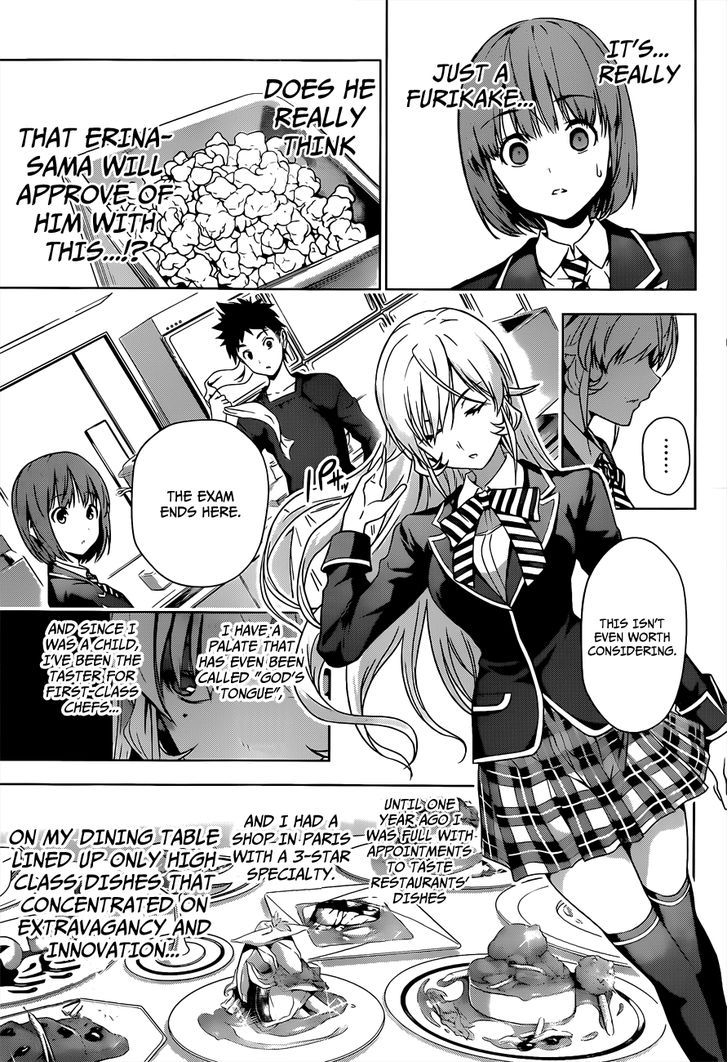 IT'S...
REALLY
JUST A
FURIKAKE...
DOES HE
REALLY
THINK
THAT ERINA-
SAMA WILL
APPROVE OF
HIM WITH
THIS...!?
......
THE EXAM
ENDS HERE.
THIS ISN'T
EVEN WORTH
CONSIDERING.
I HAVE A
PALATE THAT
HAS EVEN BEEN
CALLED "GOD'S
TONGUE",
AND SINCE I
WAS A CHILD,
I'VE BEEN THE
TASTER FOR
FIRST-CLASS
CHEFS...
UNTIL ONE
YEAR AGO I
WAS FULL WITH
APPOINTMENTS
TO TASTE
RESTAURANTS'
DISHES
AND I HAD A
SHOP IN PARIS
WITH A 3-STAR
SPECIALTY.
ON MY DINING TABLE
LINED UP ONLY HIGH
CLASS DISHES THAT
CONCENTRATED ON
EXTRAVAGANCY AND
INNOVATION...